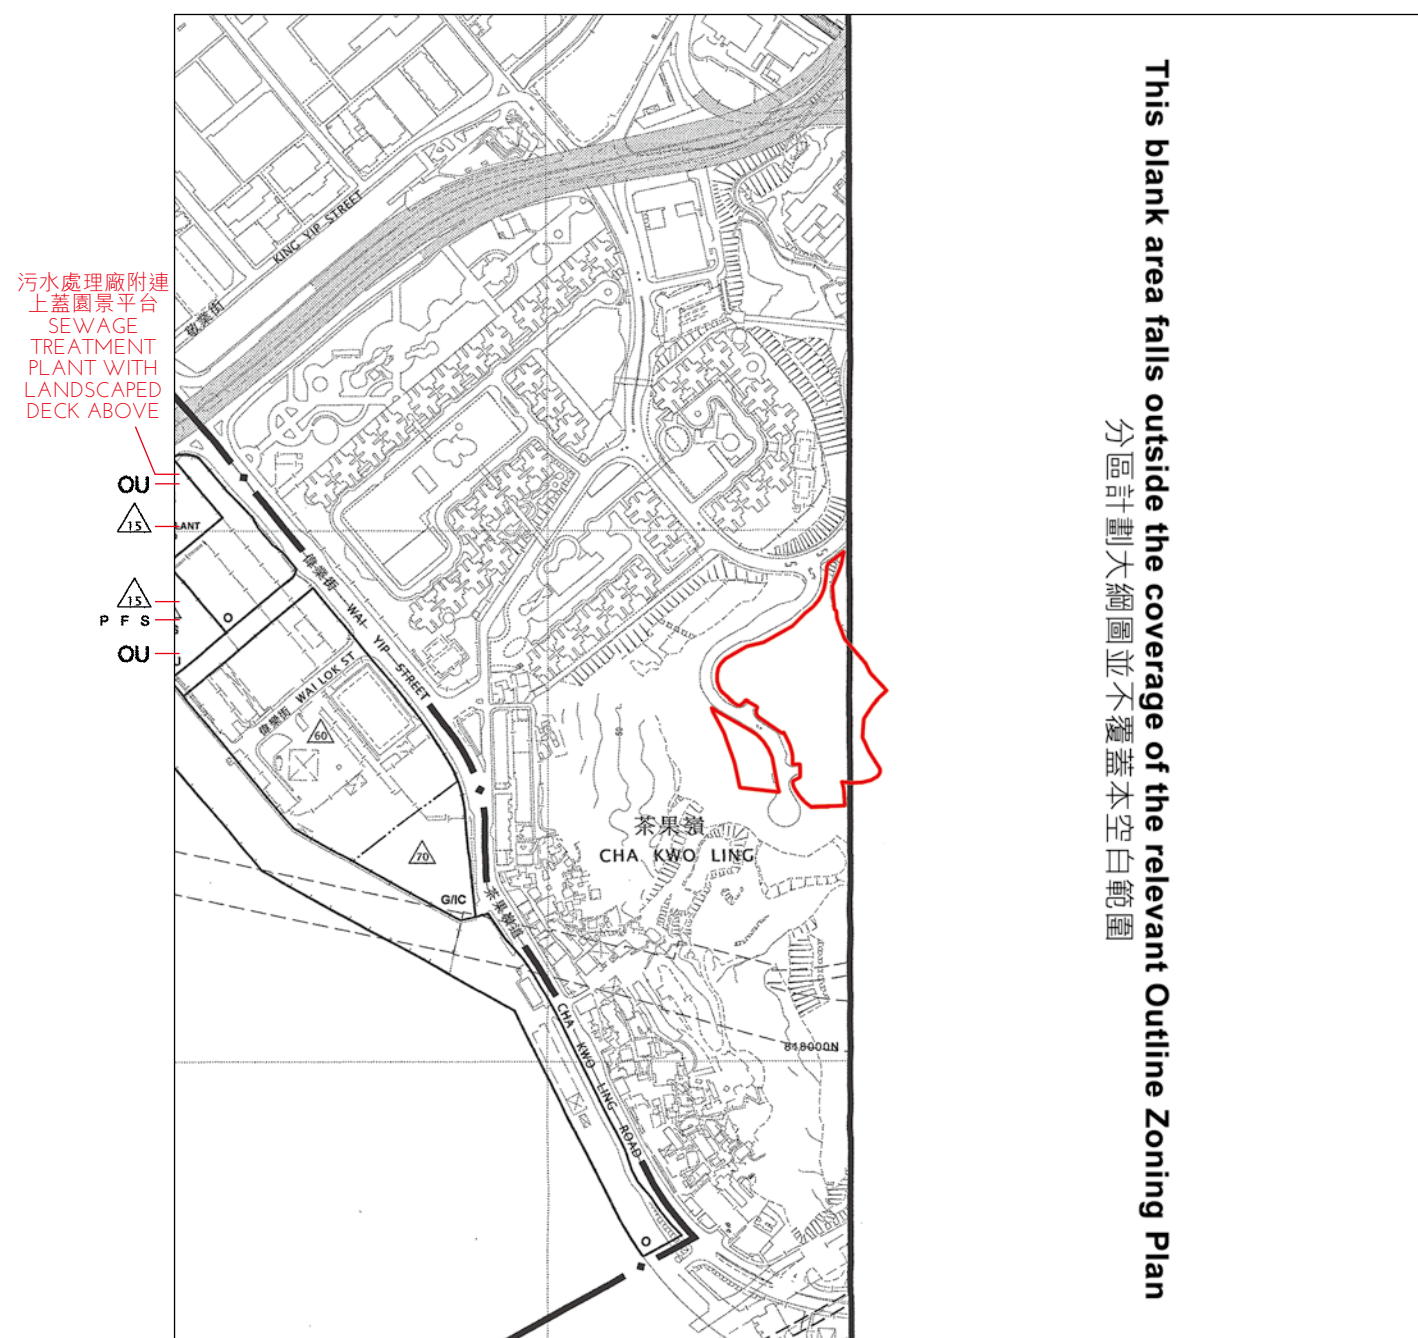 KING YIP STREET
敬業街
污水處理廠附連
上蓋園景平台
SEWAGE
TREATMENT
PLANT WITH
LANDSCAPED
DECK ABOVE
OU
15
LANT
15
P F S
OU
O
偉業街 WAI YIP STREET
偉樂街 WAI LOK ST
60
70
G/IC
50
茶果嶺
CHA KWO LING
茶果嶺道 CHA KWO LING ROAD
818000N
O
This blank area falls outside the coverage of the relevant Outline Zoning Plan
分區計劃大綱圖並不覆蓋本空白範圍